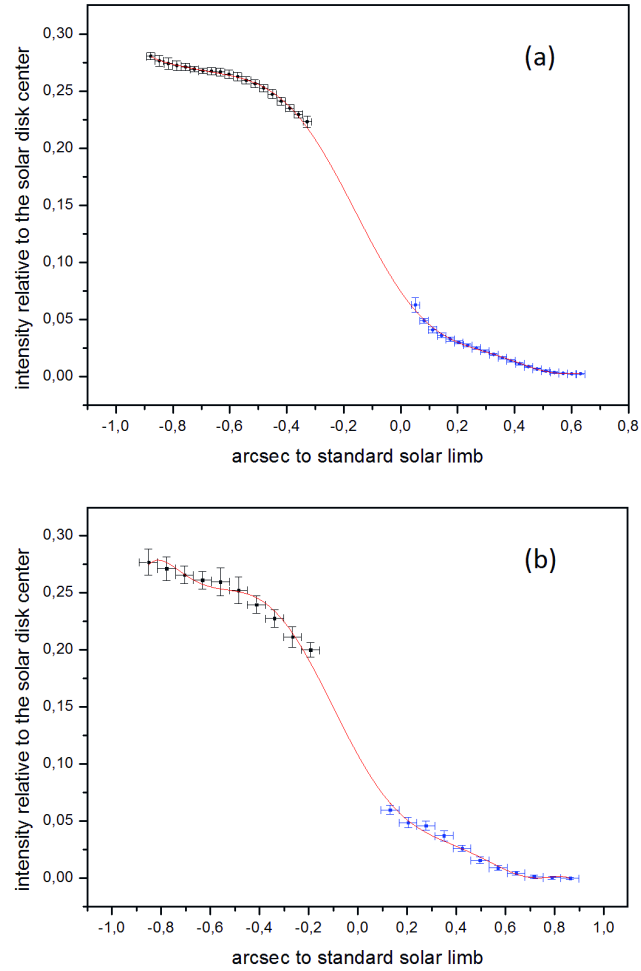 (a)
intensity relative to the solar disk center
0,30
0,25
0,20
0,15
0,10
0,05
0,00
-1,0 -0,8 -0,6 -0,4 -0,2 0,0 0,2 0,4 0,6 0,8
arcsec to standard solar limb
(b)
intensity relative to the solar disk center
0,30
0,25
0,20
0,15
0,10
0,05
0,00
-1,0 -0,8 -0,6 -0,4 -0,2 0,0 0,2 0,4 0,6 0,8 1,0
arcsec to standard solar limb